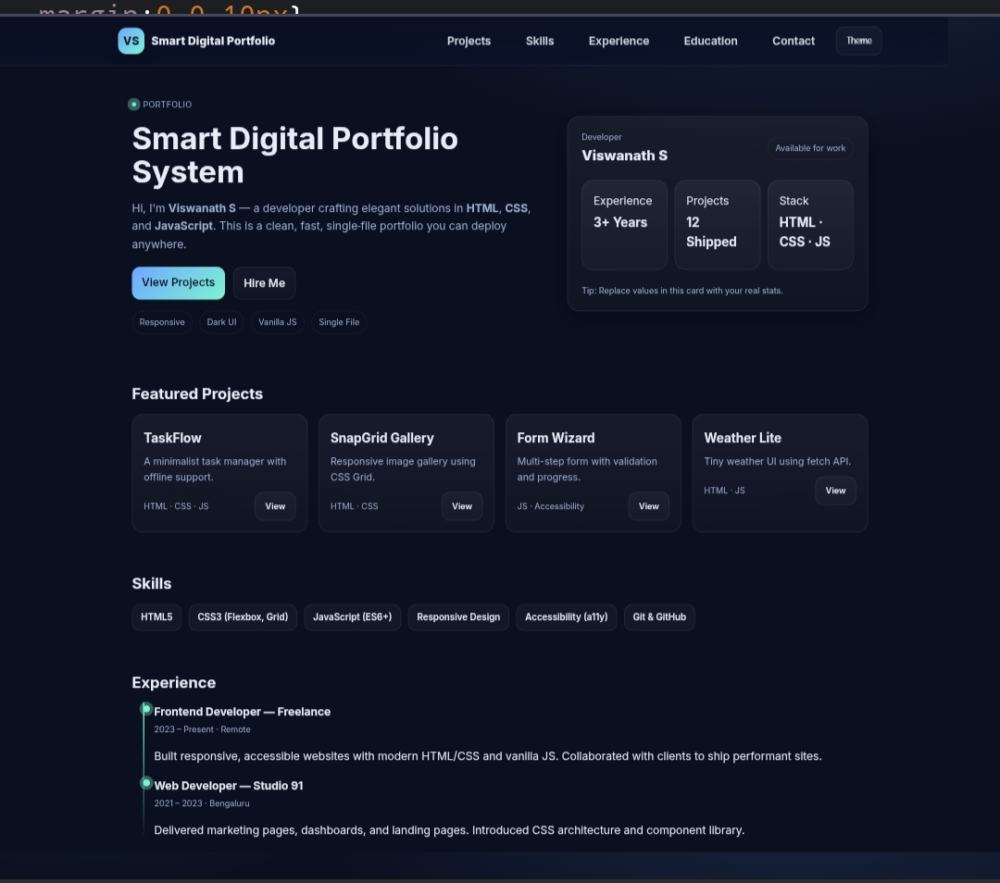 margin:0 0 10px}
VS Smart Digital Portfolio Projects Skills Experience Education Contact Theme
PORTFOLIO
Smart Digital Portfolio
System
Hi, I'm Viswanath S — a developer crafting elegant solutions in HTML, CSS,
and JavaScript. This is a clean, fast, single-file portfolio you can deploy
anywhere.
View Projects Hire Me
Responsive Dark UI Vanilla JS Single File
Developer
Viswanath S
Available for work
Experience
3+ Years
Projects
12
Shipped
Stack
HTML ·
CSS · JS
Tip: Replace values in this card with your real stats.
Featured Projects
TaskFlow
A minimalist task manager with
offline support.
HTML · CSS · JS View
SnapGrid Gallery
Responsive image gallery using
CSS Grid.
HTML · CSS View
Form Wizard
Multi-step form with validation
and progress.
JS · Accessibility View
Weather Lite
Tiny weather UI using fetch API.
HTML · JS View
Skills
HTML5 CSS3 (Flexbox, Grid) JavaScript (ES6+) Responsive Design Accessibility (a11y) Git & GitHub
Experience
Frontend Developer — Freelance
2023 – Present · Remote
Built responsive, accessible websites with modern HTML/CSS and vanilla JS. Collaborated with clients to ship performant sites.
Web Developer — Studio 91
2021 – 2023 · Bengaluru
Delivered marketing pages, dashboards, and landing pages. Introduced CSS architecture and component library.